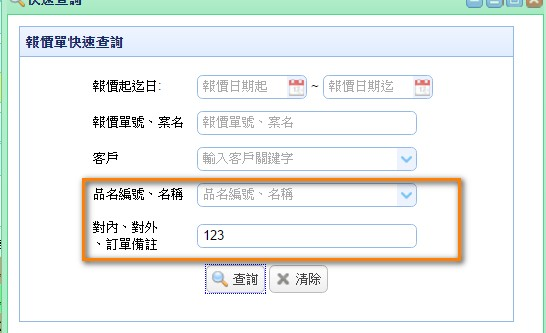 快速查詢
報價單快速查詢
報價起迄日: 報價日期起 ~ 報價日期迄
報價單號、案名 報價單號、案名
客戶 輸入客戶關鍵字
品名編號、名稱 品名編號、名稱
對內、對外
、訂單備註 123
查詢 清除